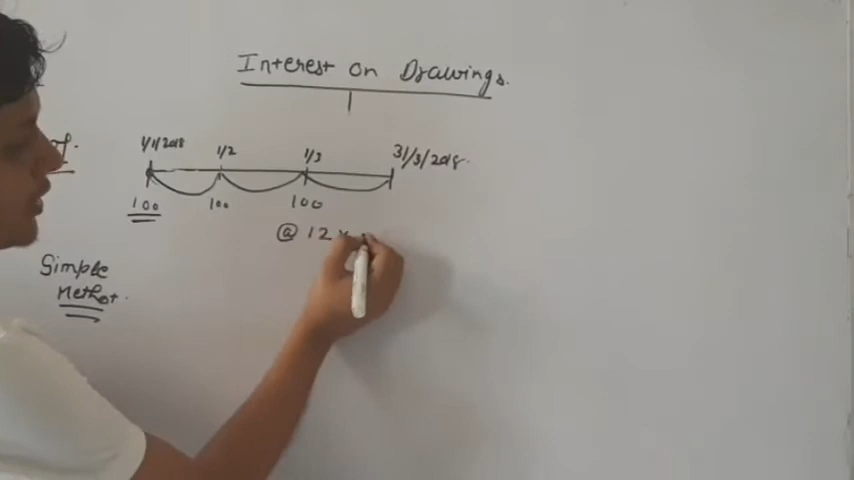 Interest on Drawings.
1/1/2018 1/2 1/3 31/3/2018.
100 100 100
@ 12
Simple
Method.